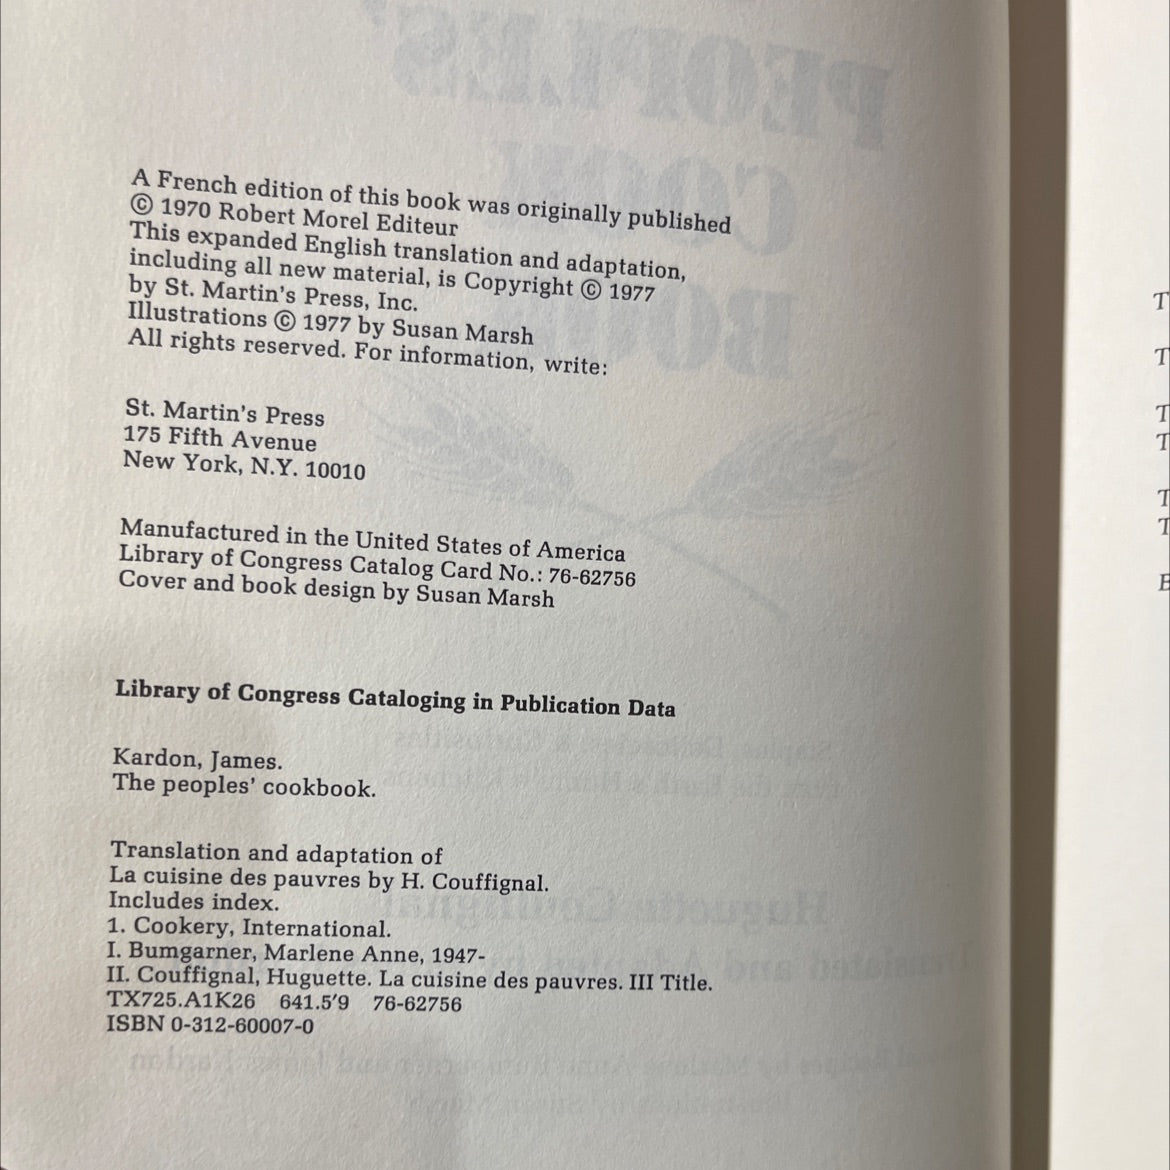 A French edition of this book was originally published
© 1970 Robert Morel Editeur
This expanded English translation and adaptation,
including all new material, is Copyright © 1977
by St. Martin's Press, Inc.
Illustrations © 1977 by Susan Marsh
All rights reserved. For information, write:
St. Martin's Press
175 Fifth Avenue
New York, N.Y. 10010
Manufactured in the United States of America
Library of Congress Catalog Card No.: 76-62756
Cover and book design by Susan Marsh
Library of Congress Cataloging in Publication Data
Kardon, James.
The peoples' cookbook.
Translation and adaptation of
La cuisine des pauvres by H. Couffignal.
Includes index.
1. Cookery, International.
I. Bumgarner, Marlene Anne, 1947-
II. Couffignal, Huguette. La cuisine des pauvres. III Title.
TX725.A1K26 641.5'9 76-62756
ISBN 0-312-60007-0
T
T
T
T
T
T
E